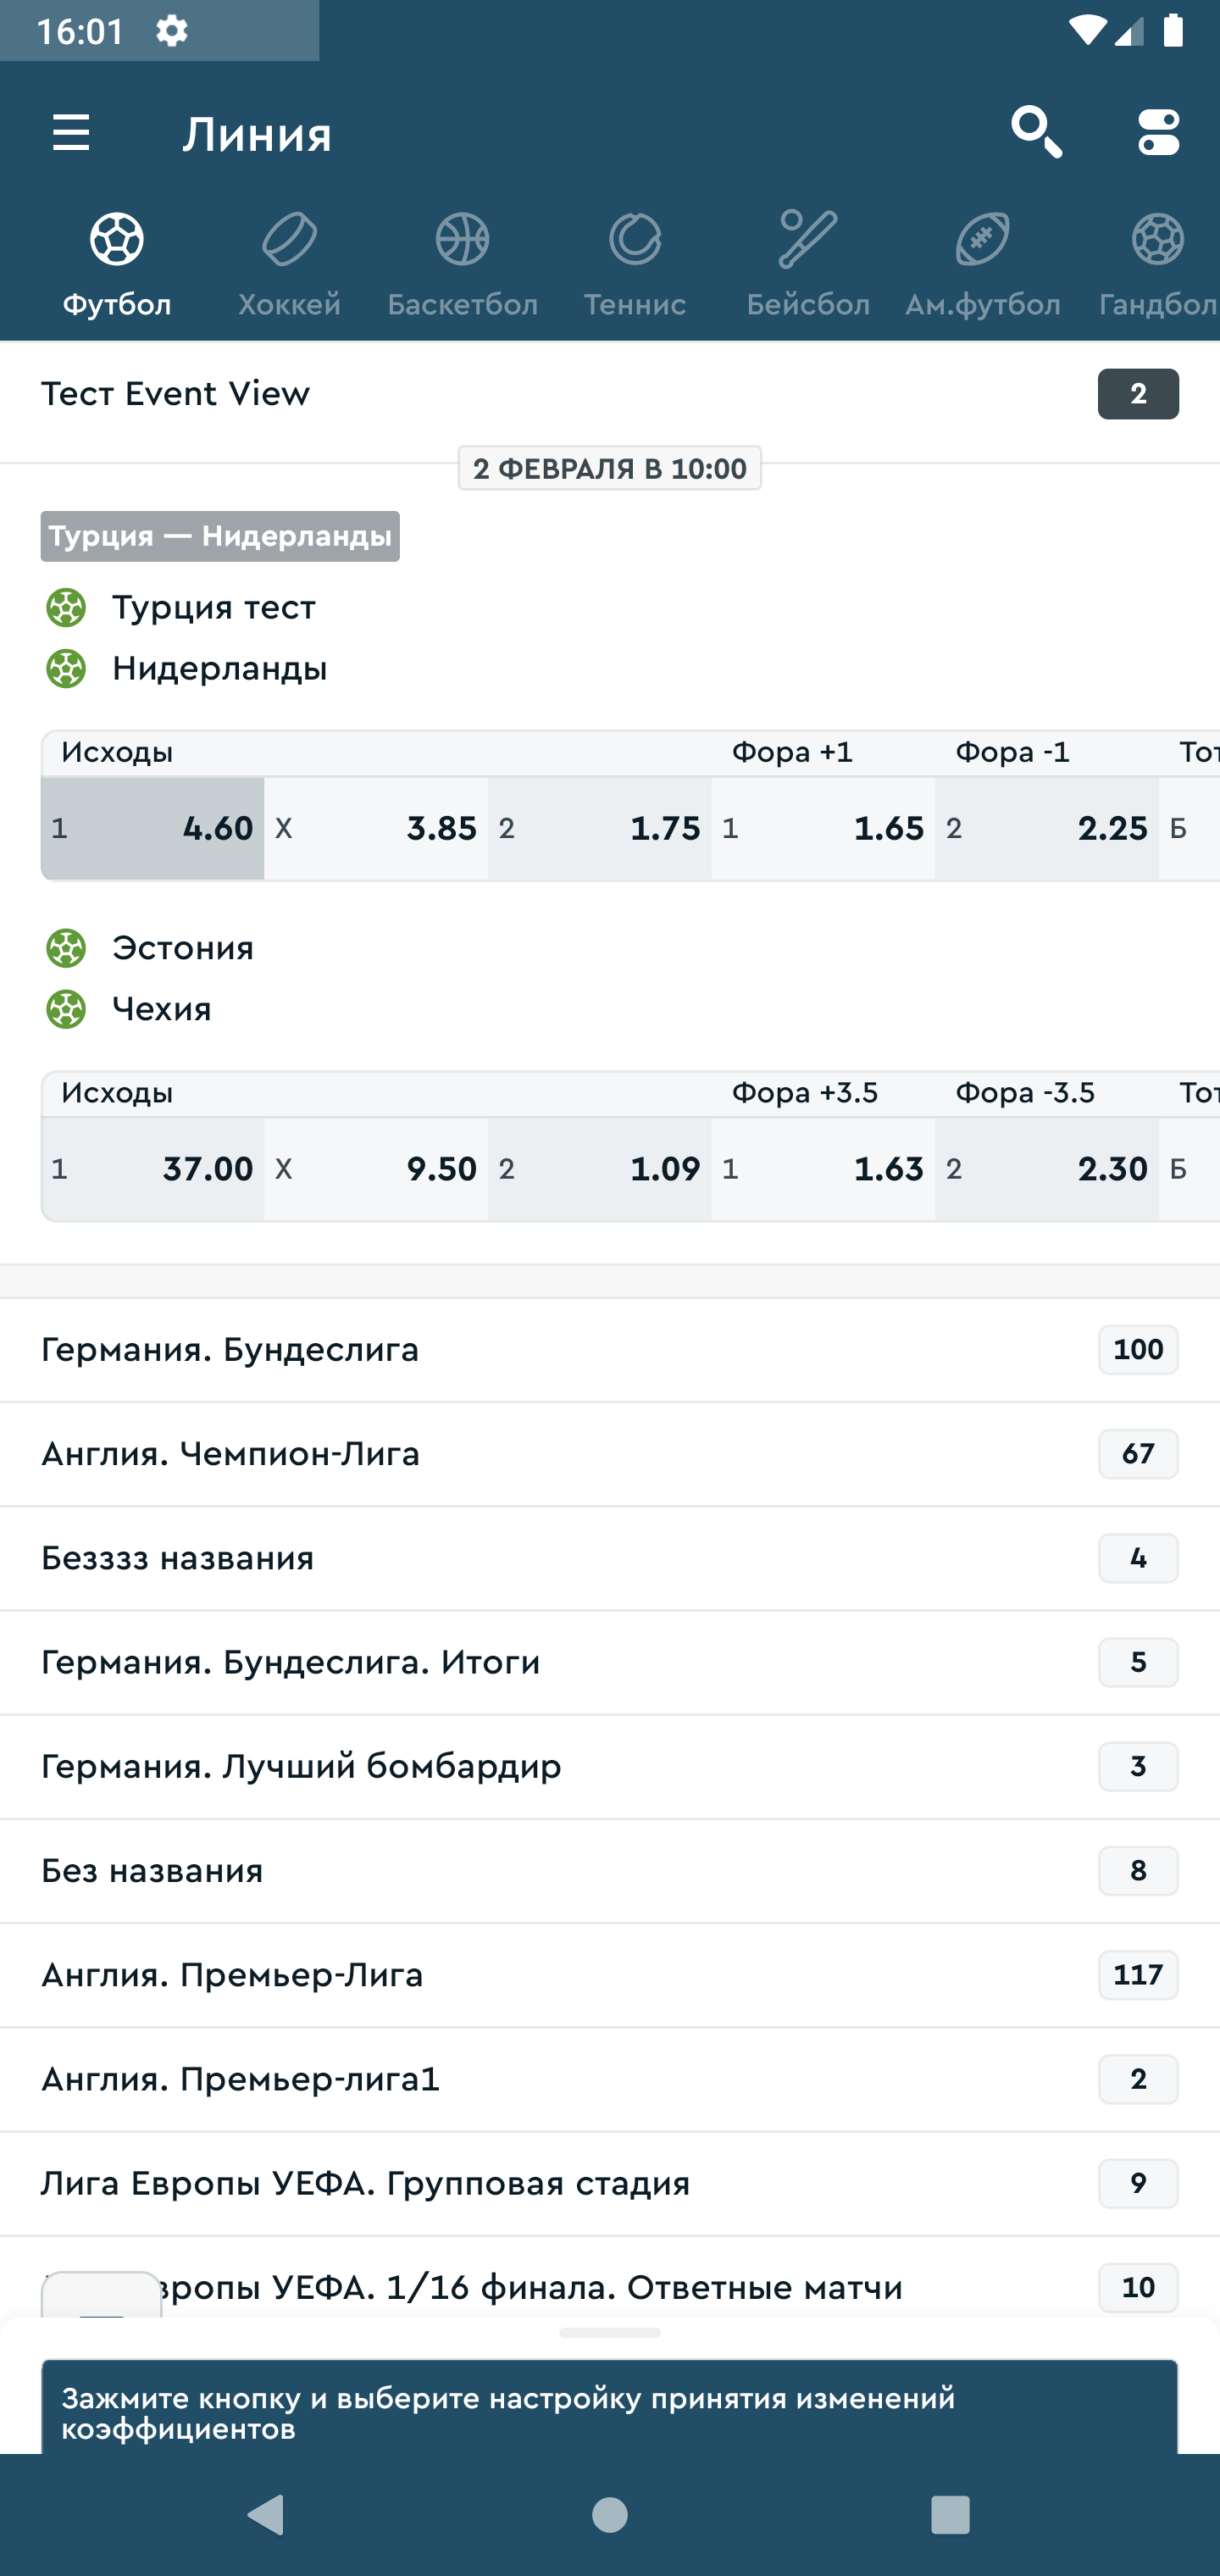 16:01
Линия
Футбол Хоккей Баскетбол Теннис Бейсбол Ам.футбол Гандбол
Тест Event View 2
2 ФЕВРАЛЯ В 10:00
Турция — Нидерланды
Турция тест
Нидерланды
Исходы Фора +1 Фора -1
1 4.60 X 3.85 2 1.75 1 1.65 2 2.25 Б
Эстония
Чехия
Исходы Фора +3.5 Фора -3.5
1 37.00 X 9.50 2 1.09 1 1.63 2 2.30 Б
Германия. Бундеслига 100
Англия. Чемпион-Лига 67
Безззз названия 4
Германия. Бундеслига. Итоги 5
Германия. Лучший бомбардир 3
Без названия 8
Англия. Премьер-Лига 117
Англия. Премьер-лига1 2
Лига Европы УЕФА. Групповая стадия 9
УЕФА. 1/16 финала. Ответные матчи 10
Зажмите кнопку и выберите настройку принятия изменений
коэффициентов